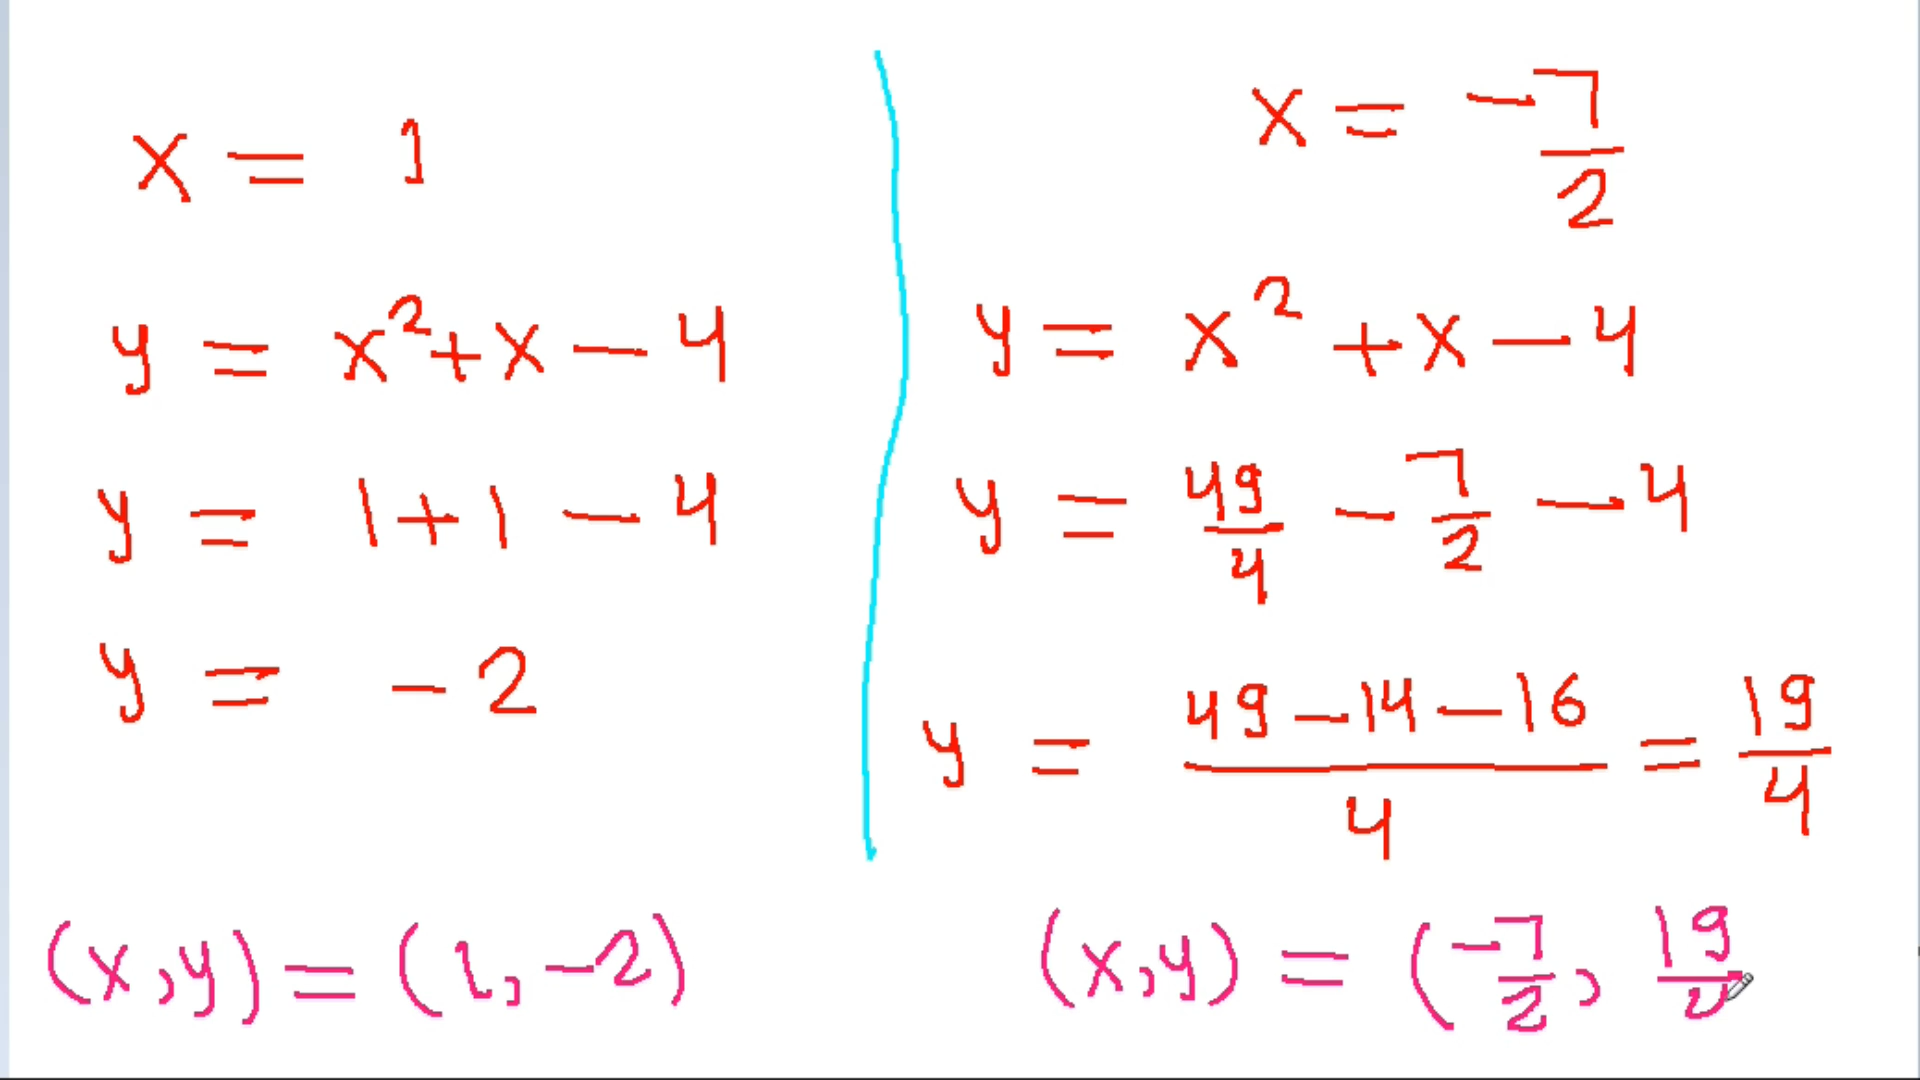 x = 1
y = x² + x − 4
y = 1 + 1 − 4
y = −2
(x, y) = (1, −2)
x = −7/2
y = x² + x − 4
y = 49/4 − 7/2 − 4
y = (49 − 14 − 16)/4 = 19/4
(x, y) = (−7/2, 19/